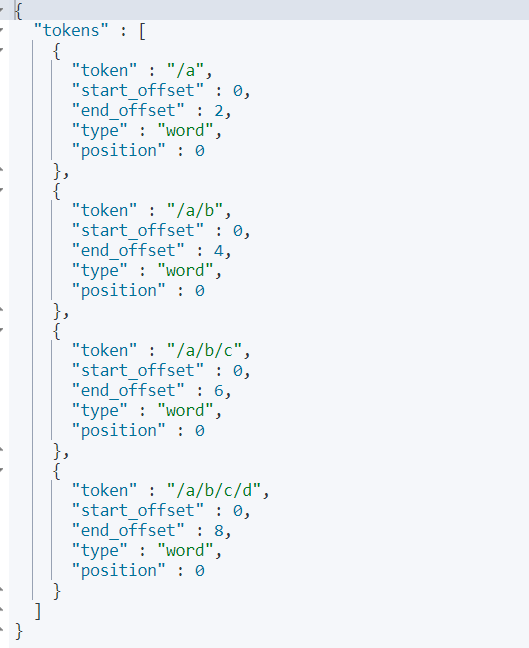 {
  "tokens" : [
    {
      "token" : "/a",
      "start_offset" : 0,
      "end_offset" : 2,
      "type" : "word",
      "position" : 0
    },
    {
      "token" : "/a/b",
      "start_offset" : 0,
      "end_offset" : 4,
      "type" : "word",
      "position" : 0
    },
    {
      "token" : "/a/b/c",
      "start_offset" : 0,
      "end_offset" : 6,
      "type" : "word",
      "position" : 0
    },
    {
      "token" : "/a/b/c/d",
      "start_offset" : 0,
      "end_offset" : 8,
      "type" : "word",
      "position" : 0
    }
  ]
}